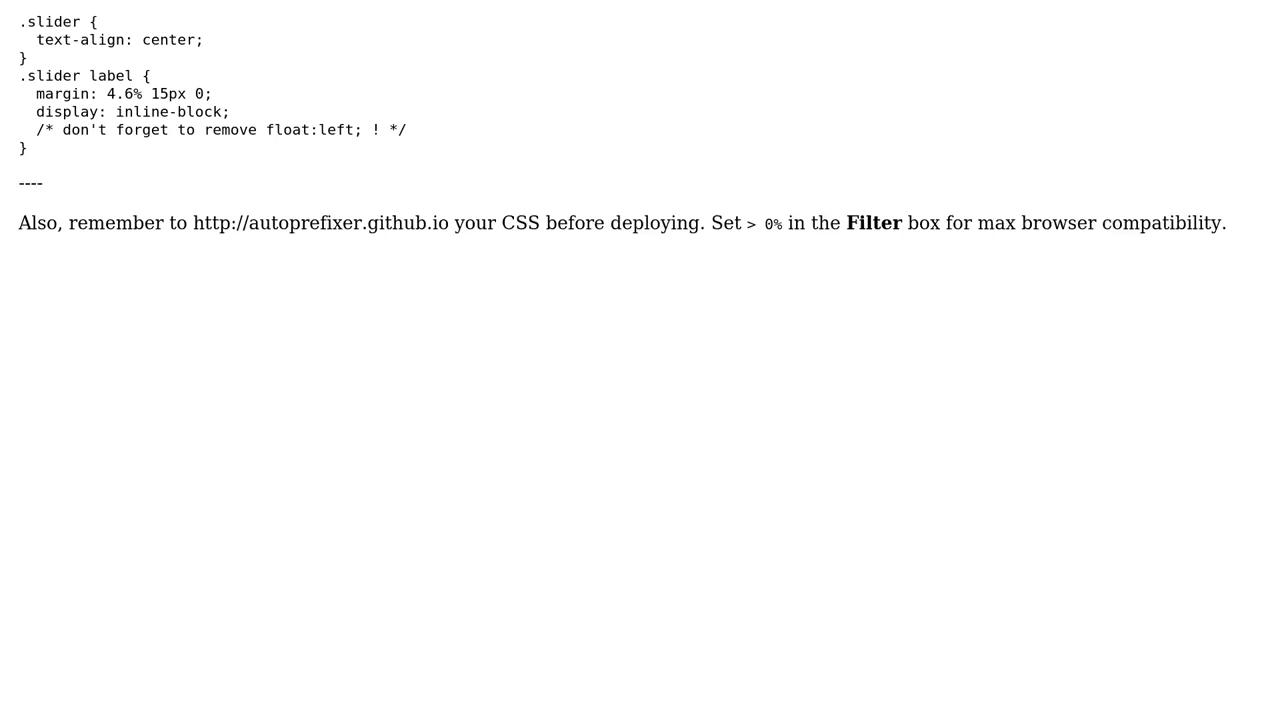 .slider {
  text-align: center;
}
.slider label {
  margin: 4.6% 15px 0;
  display: inline-block;
  /* don't forget to remove float:left; ! */
}
----
Also, remember to http://autoprefixer.github.io your CSS before deploying. Set > 0% in the Filter box for max browser compatibility.